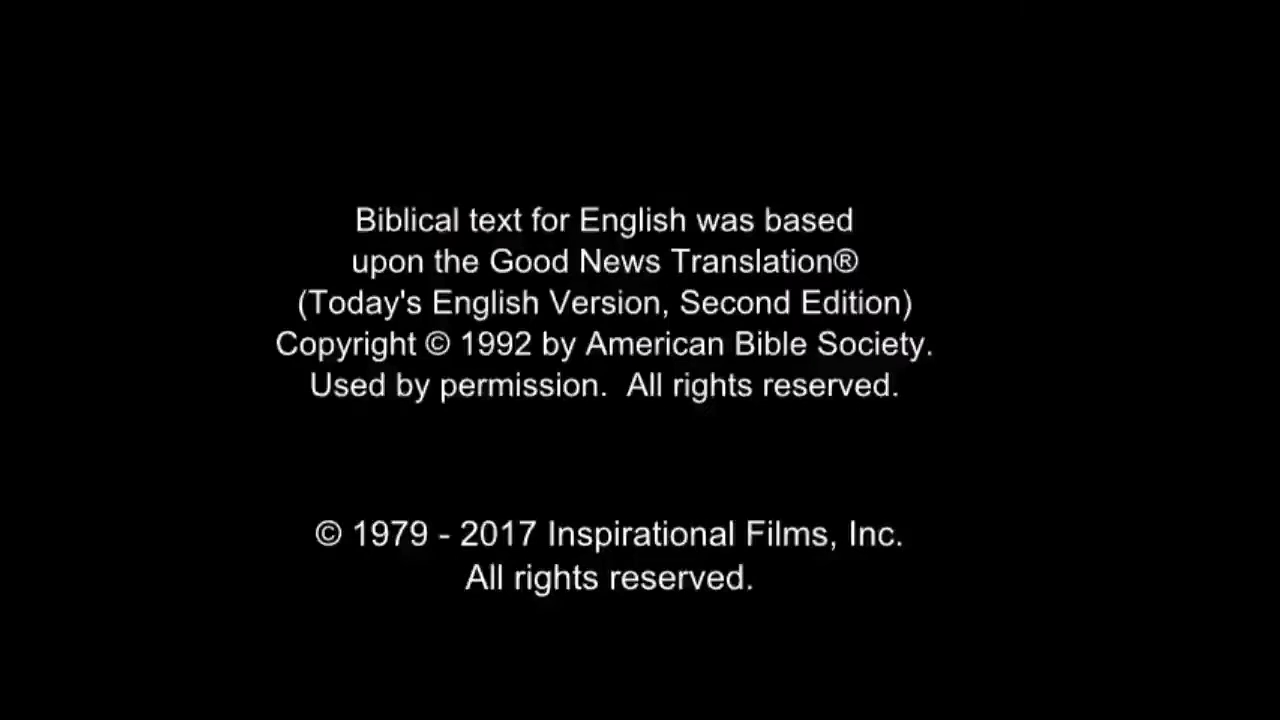 Biblical text for English was based
upon the Good News Translation®
(Today's English Version, Second Edition)
Copyright © 1992 by American Bible Society.
Used by permission.  All rights reserved.
© 1979 - 2017 Inspirational Films, Inc.
All rights reserved.